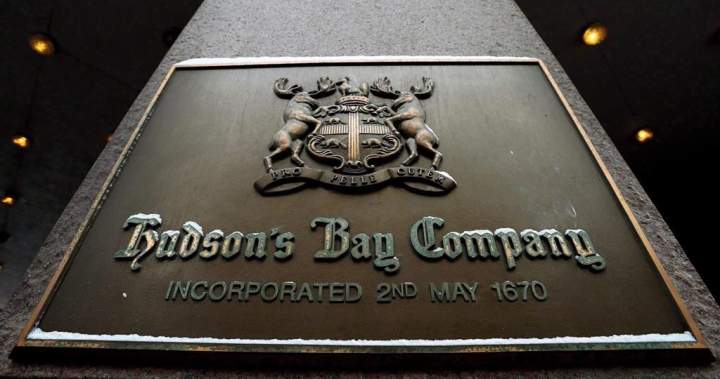 PRO PELLE CUTEM
Hudson's Bay Company
INCORPORATED 2ND MAY 1670